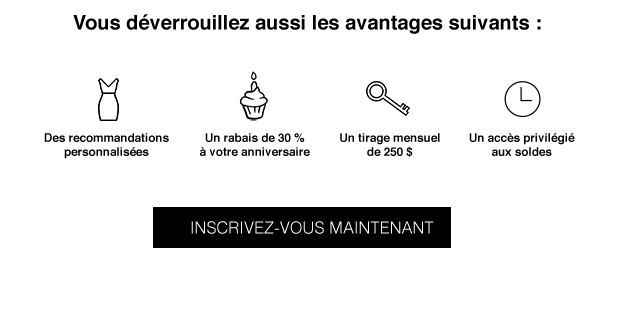 Vous déverrouillez aussi les avantages suivants :
Des recommandations
personnalisées
Un rabais de 30 %
à votre anniversaire
Un tirage mensuel
de 250 $
Un accès privilégié
aux soldes
INSCRIVEZ-VOUS MAINTENANT